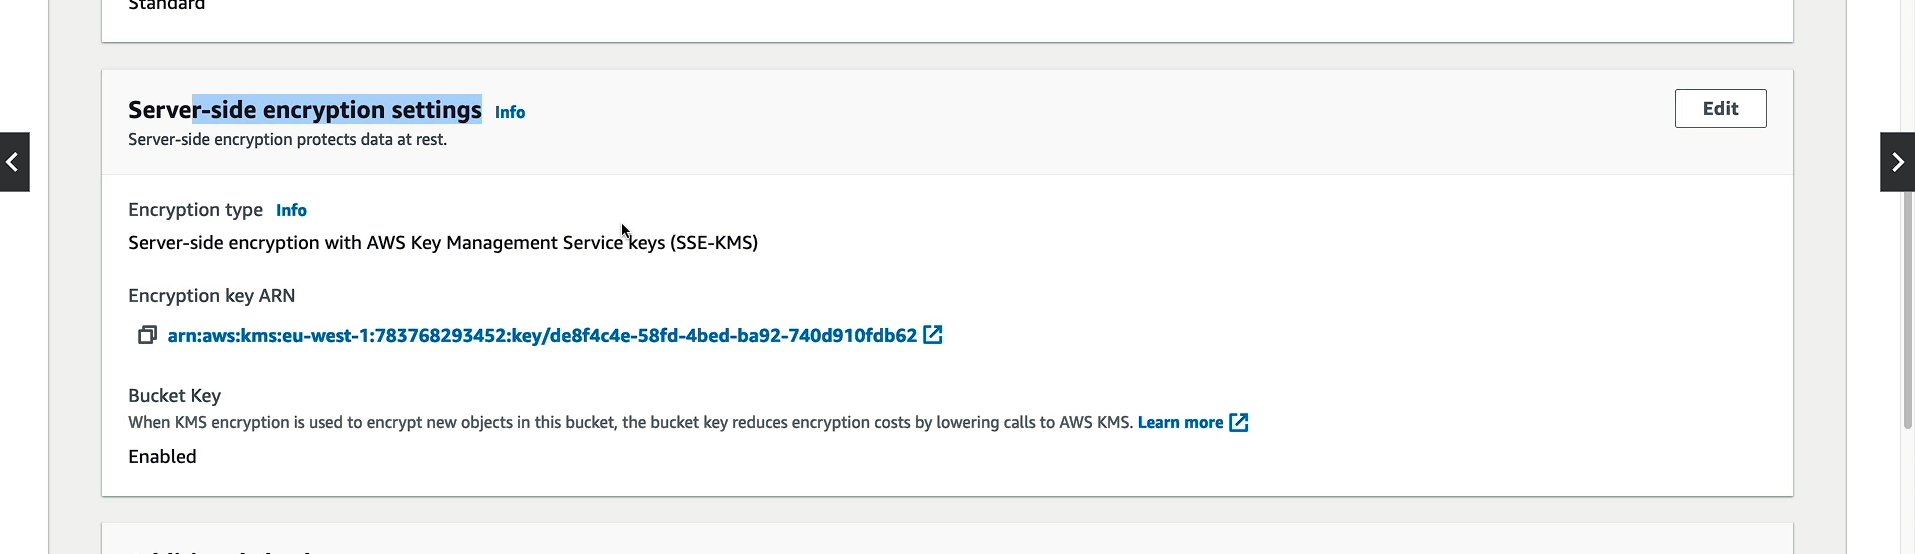 Standard
Server-side encryption settings Info
Edit
Server-side encryption protects data at rest.
Encryption type Info
Server-side encryption with AWS Key Management Service keys (SSE-KMS)
Encryption key ARN
arn:aws:kms:eu-west-1:783768293452:key/de8f4c4e-58fd-4bed-ba92-740d910fdb62
Bucket Key
When KMS encryption is used to encrypt new objects in this bucket, the bucket key reduces encryption costs by lowering calls to AWS KMS. Learn more
Enabled